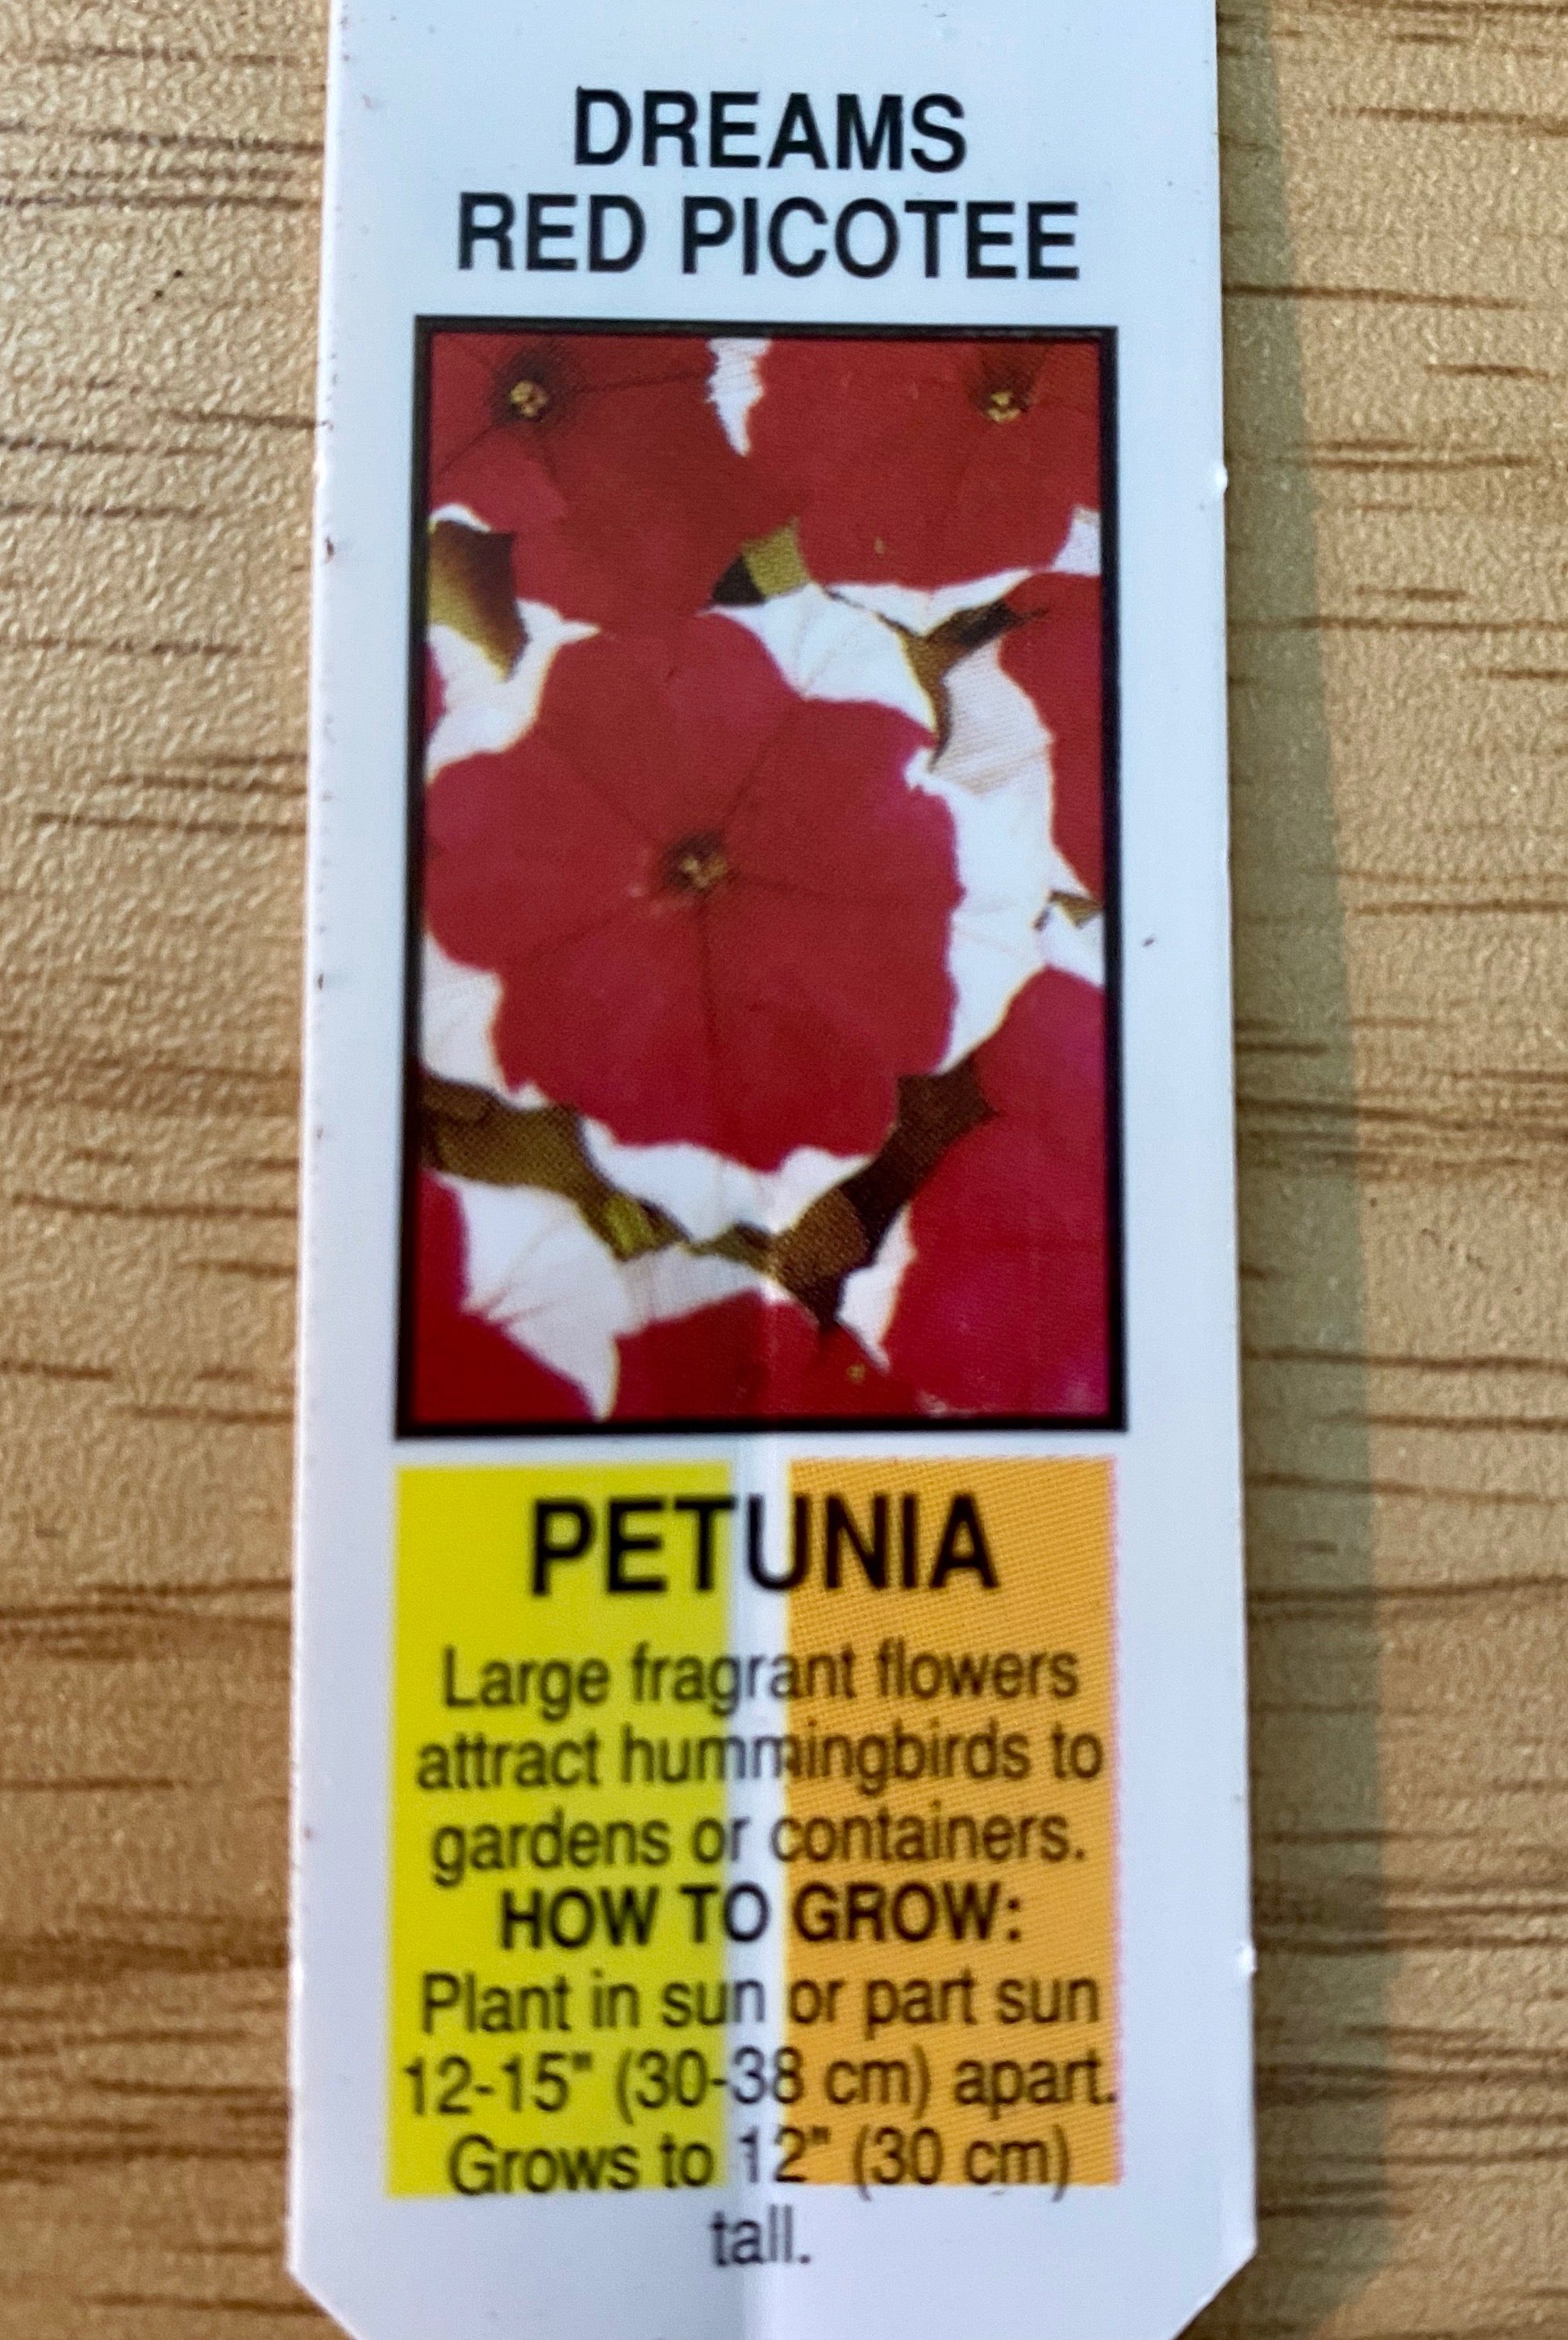 DREAMS
RED PICOTEE
PETUNIA
Large fragrant flowers
attract hummingbirds to
gardens or containers.
HOW TO GROW:
Plant in sun or part sun
12-15" (30-38 cm) apart.
Grows to 12" (30 cm)
tall.